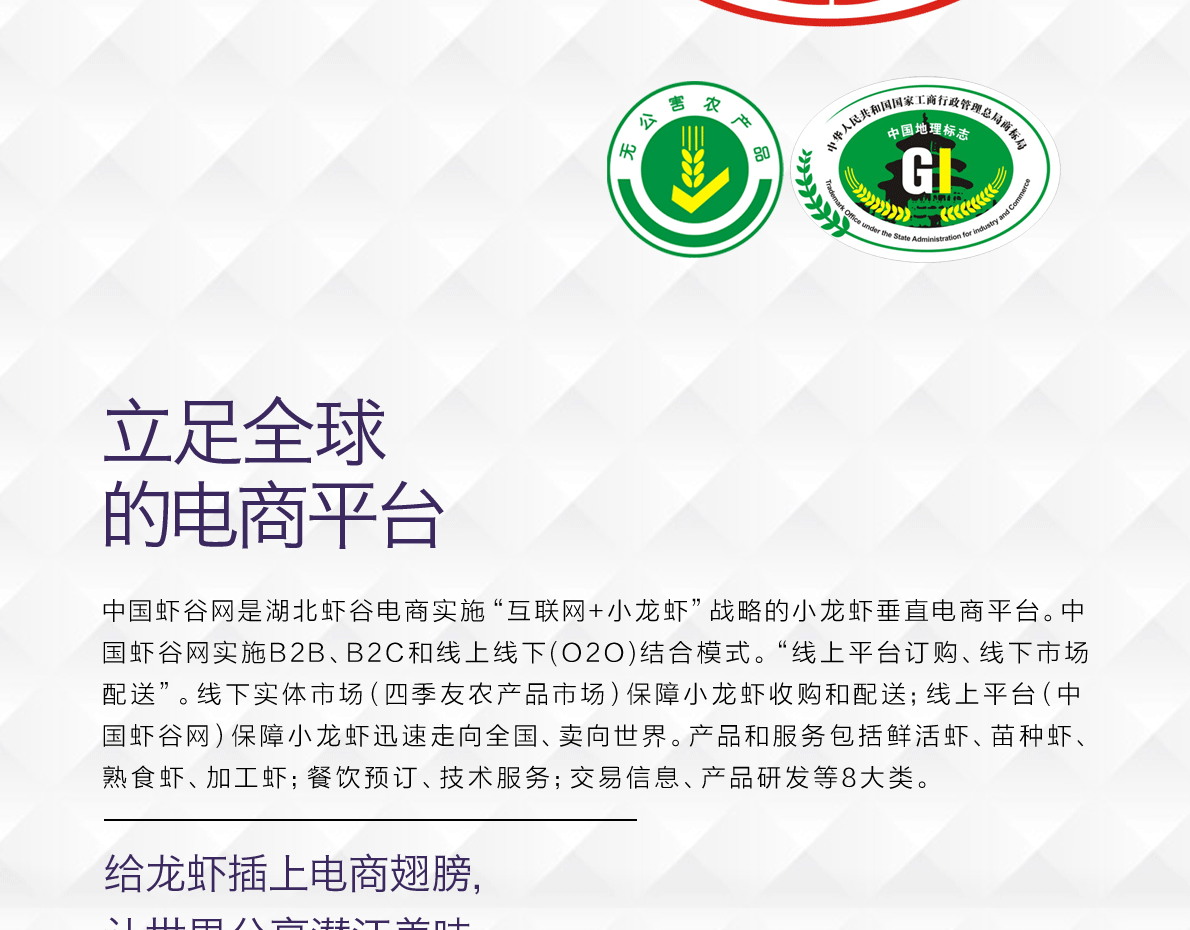 无公害农产品
中华人民共和国国家工商行政管理总局商标局
中国地理标志
GI
Trademark Office under the State Administration for Industry and Commerce
立足全球
的电商平台
中国虾谷网是湖北虾谷电商实施“互联网+小龙虾”战略的小龙虾垂直电商平台。中
国虾谷网实施B2B、B2C和线上线下(O2O)结合模式。“线上平台订购、线下市场
配送”。线下实体市场(四季友农产品市场)保障小龙虾收购和配送;线上平台(中
国虾谷网)保障小龙虾迅速走向全国、卖向世界。产品和服务包括鲜活虾、苗种虾、
熟食虾、加工虾;餐饮预订、技术服务;交易信息、产品研发等8大类。
给龙虾插上电商翅膀,
让世界分享潜江美味